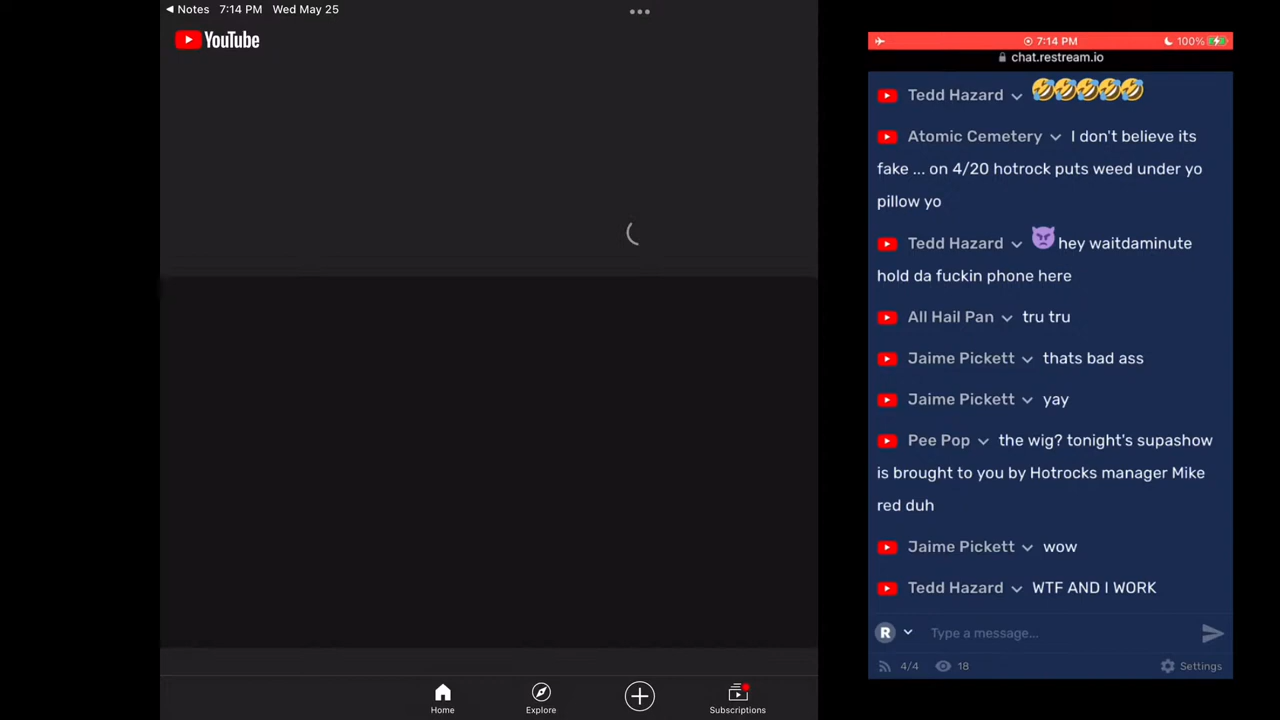 Notes 7:14 PM Wed May 25
YouTube
Home
Explore
Subscriptions
7:14 PM
100%
chat.restream.io
Tedd Hazard 🤣🤣🤣🤣🤣
Atomic Cemetery I don't believe its
fake ... on 4/20 hotrock puts weed under yo
pillow yo
Tedd Hazard 👿 hey waitdaminute
hold da fuckin phone here
All Hail Pan tru tru
Jaime Pickett thats bad ass
Jaime Pickett yay
Pee Pop the wig? tonight's supashow
is brought to you by Hotrocks manager Mike
red duh
Jaime Pickett wow
Tedd Hazard WTF AND I WORK
R Type a message...
4/4 18 Settings